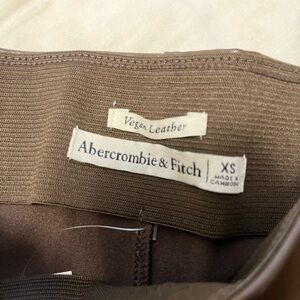 Vegan Leather
Abercrombie & Fitch
XS
MADE IN
CAMBODIA